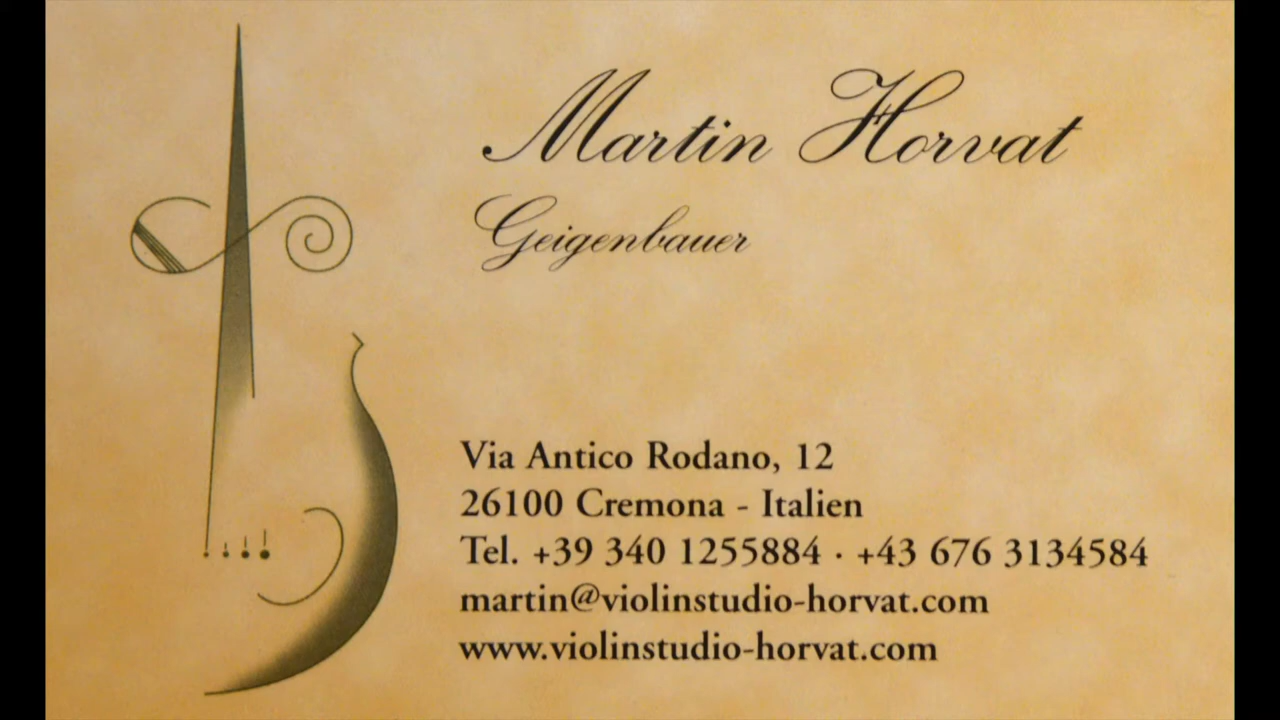 Martin Horvat
Geigenbauer
Via Antico Rodano, 12
26100 Cremona - Italien
Tel. +39 340 1255884 · +43 676 3134584
martin@violinstudio-horvat.com
www.violinstudio-horvat.com